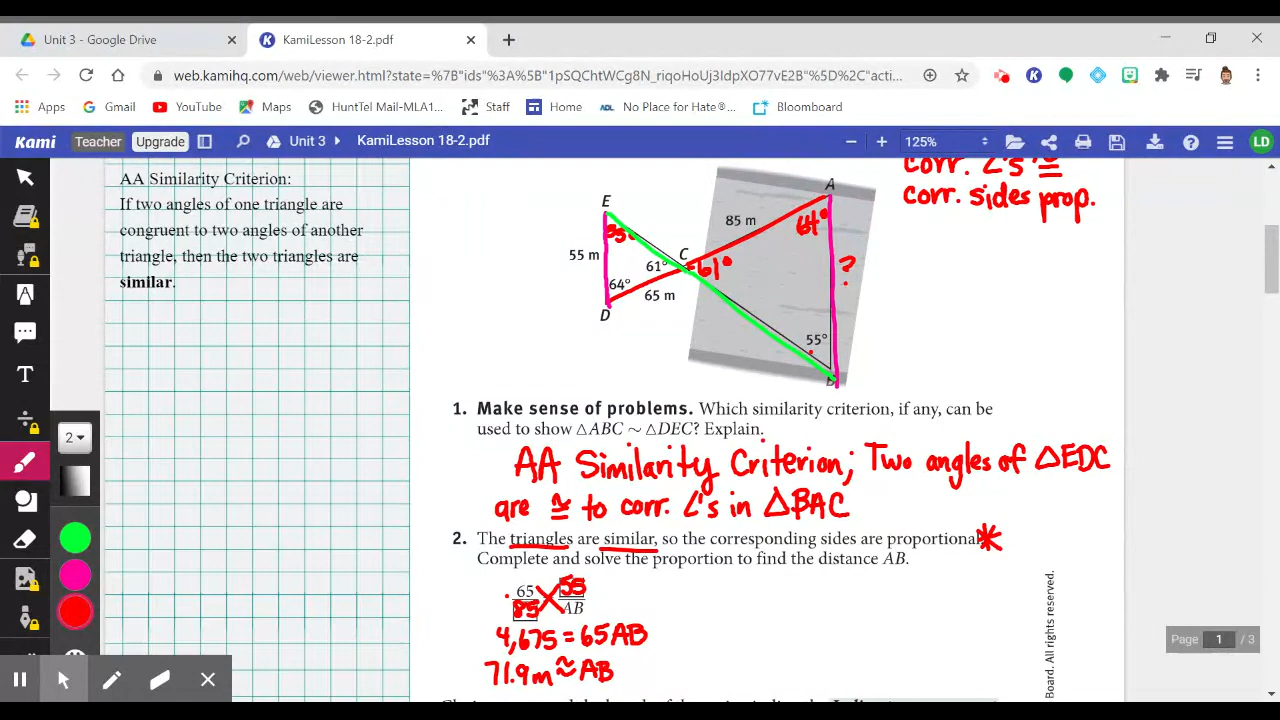 Unit 3 - Google Drive
KamiLesson 18-2.pdf
web.kamihq.com/web/viewer.html?state=%7B"ids"%3A%5B"1pSQChtWCg8N_riqoHoUj3IdpXO77vE2B"%5D%2C"acti...
Apps Gmail YouTube Maps HuntTel Mail-MLA1... Staff Home ADL No Place for Hate's... Bloomboard
Kami Teacher Upgrade Unit 3 KamiLesson 18-2.pdf 125% LD
AA Similarity Criterion:
If two angles of one triangle are
congruent to two angles of another
triangle, then the two triangles are
similar.
corr. ∠'s ≅
corr. sides prop.
A
E
85 m
64°
55
55 m
C
61°
61°
?
64°
65 m
D
55°
B
1. Make sense of problems. Which similarity criterion, if any, can be
used to show △ABC ~ △DEC? Explain.
AA Similarity Criterion; Two angles of △EDC
are ≅ to corr. ∠'s in △BAC
2. The triangles are similar, so the corresponding sides are proportional.
Complete and solve the proportion to find the distance AB.
65 55
85 AB
4,675 = 65AB
71.9m ≈ AB
2
Board. All rights reserved.
Page 1 / 3